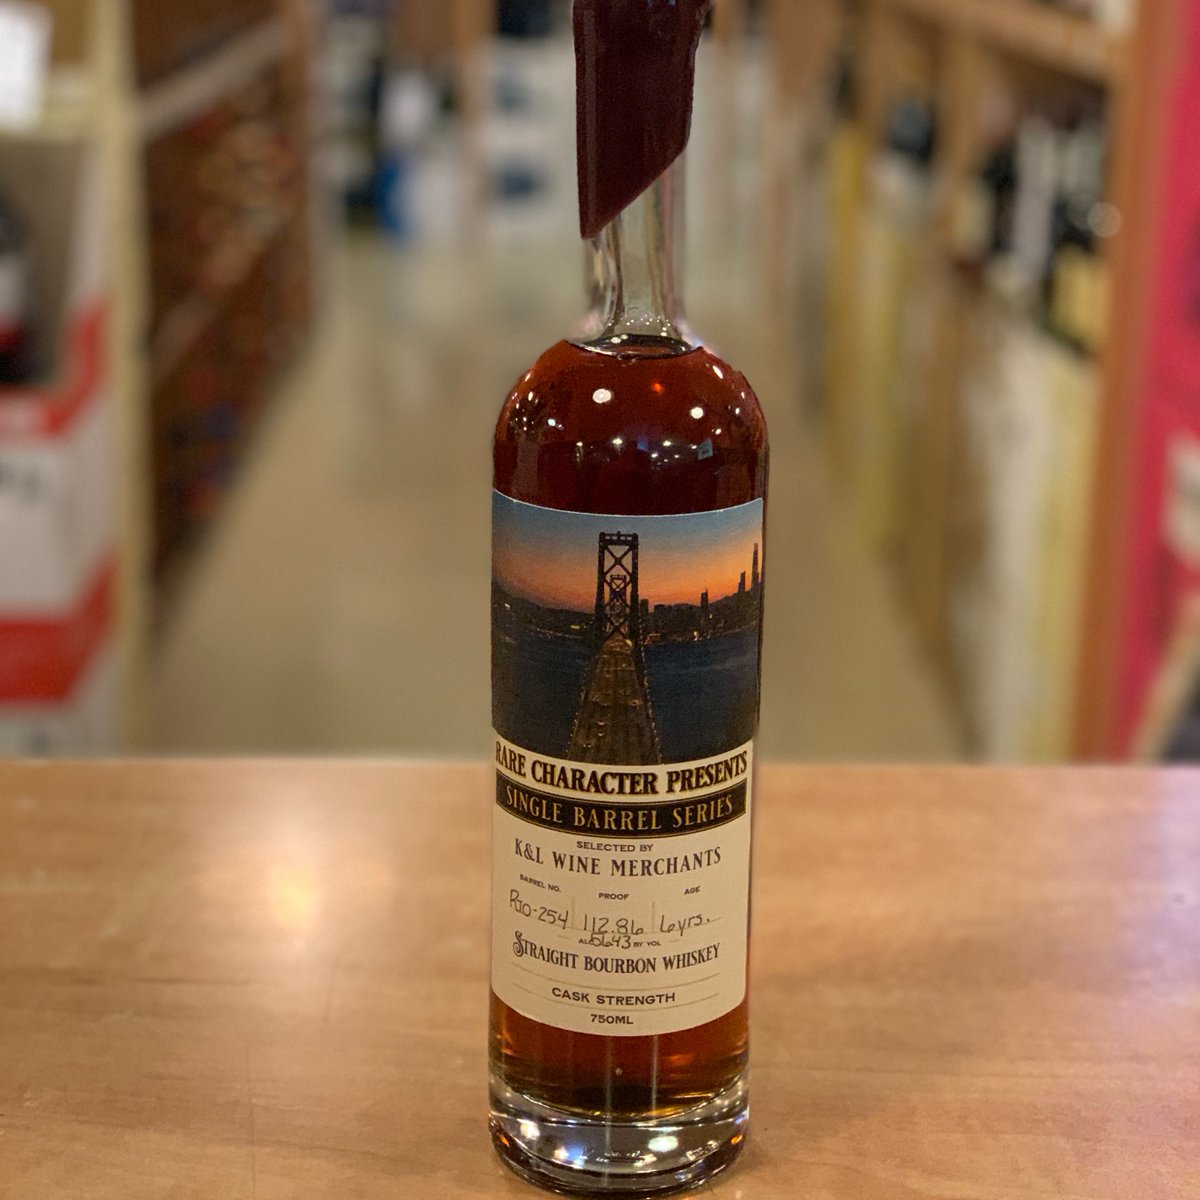 RARE CHARACTER PRESENTS
SINGLE BARREL SERIES
SELECTED BY
K&L WINE MERCHANTS
BARREL NO. PROOF AGE
RJO-254 112.86 6yrs.
ALC 56.43 BY VOL
STRAIGHT BOURBON WHISKEY
CASK STRENGTH
750ML